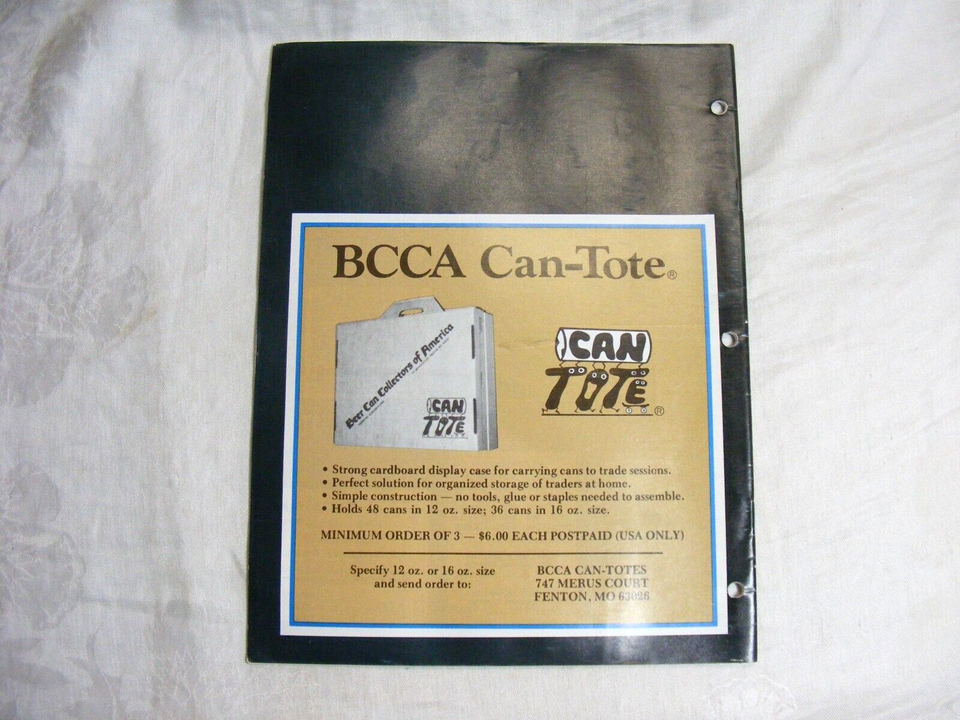 BCCA Can-Tote®
Beer Can Collectors of America
CAN
TOTE
CAN
TOTE®
• Strong cardboard display case for carrying cans to trade sessions.
• Perfect solution for organized storage of traders at home.
• Simple construction — no tools, glue or staples needed to assemble.
• Holds 48 cans in 12 oz. size; 36 cans in 16 oz. size.
MINIMUM ORDER OF 3 — $6.00 EACH POSTPAID (USA ONLY)
Specify 12 oz. or 16 oz. size
and send order to:
BCCA CAN-TOTES
747 MERUS COURT
FENTON, MO 63026